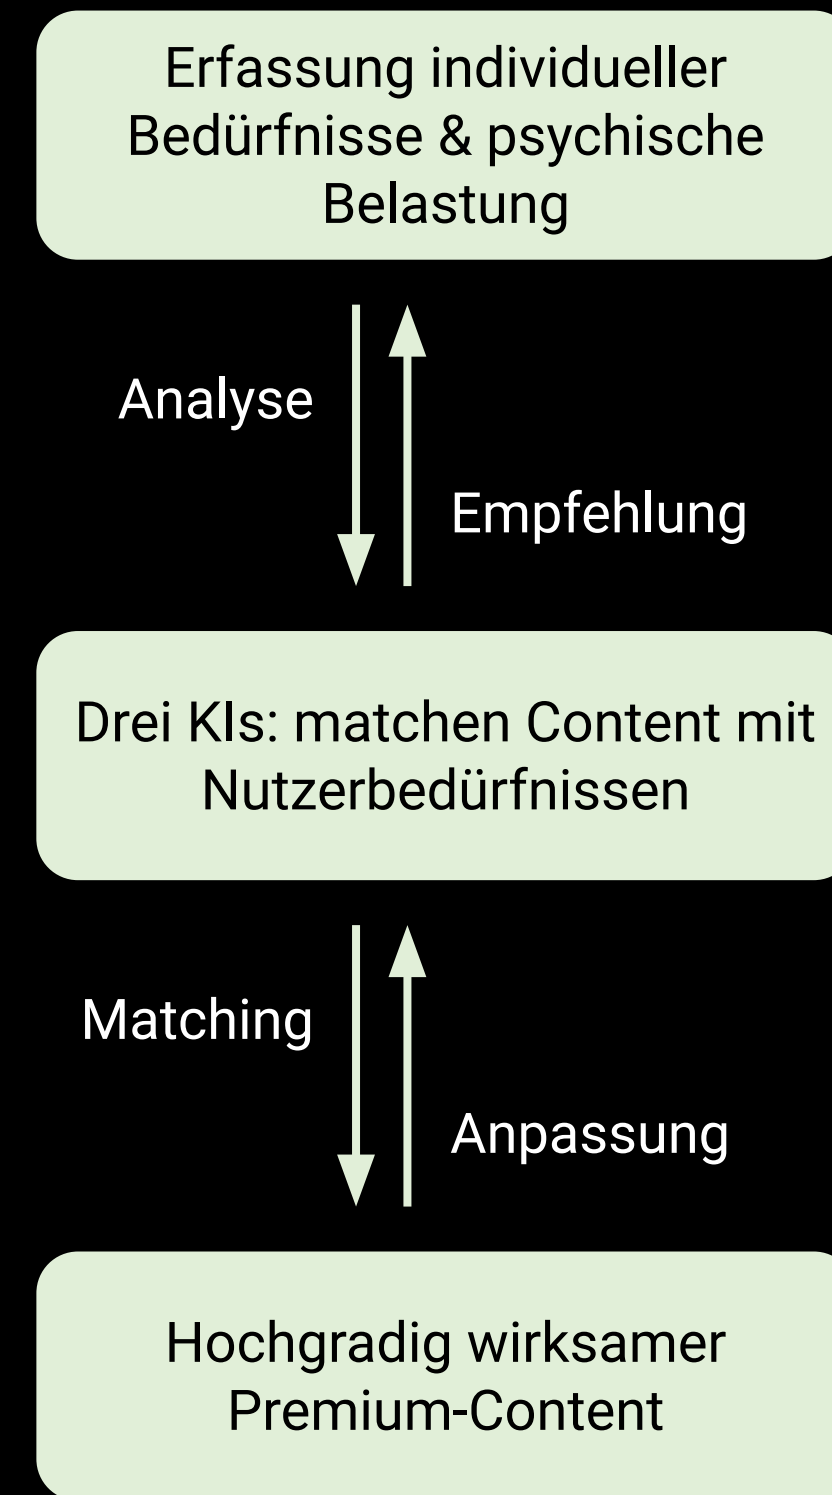 Erfassung individueller
Bedürfnisse & psychische
Belastung
Analyse
Empfehlung
Drei KIs: matchen Content mit
Nutzerbedürfnissen
Matching
Anpassung
Hochgradig wirksamer
Premium-Content